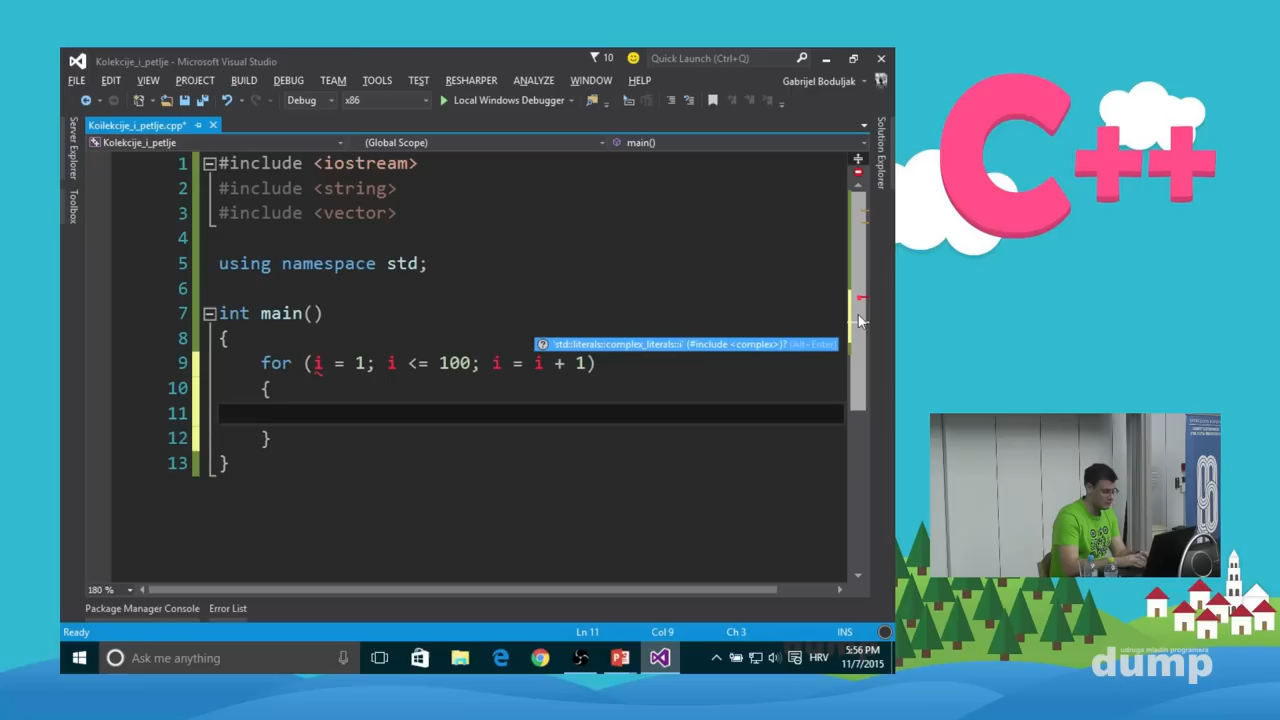 Kolekcije_i_petlje - Microsoft Visual Studio
10
Quick Launch (Ctrl+Q)
FILE EDIT VIEW PROJECT BUILD DEBUG TEAM TOOLS TEST RESHARPER ANALYZE WINDOW HELP
Gabrijel Boduljak
Debug x86 Local Windows Debugger
Koilekcije_i_petlje.cpp*
Kolekcije_i_petlje (Global Scope) main()
Server Explorer
Toolbox
Solution Explorer
1 #include <iostream>
2 #include <string>
3 #include <vector>
4
5 using namespace std;
6
7 int main()
8 {
'std::literals::complex_literals::i' (#include <complex>)? (Alt-Enter)
9 for (i = 1; i <= 100; i = i + 1)
10 {
11
12 }
13 }
180 %
Package Manager Console Error List
Ready Ln 11 Col 9 Ch 3 INS
Ask me anything
HRV
5:56 PM
11/7/2015
C++
udruga mladih programera
dump